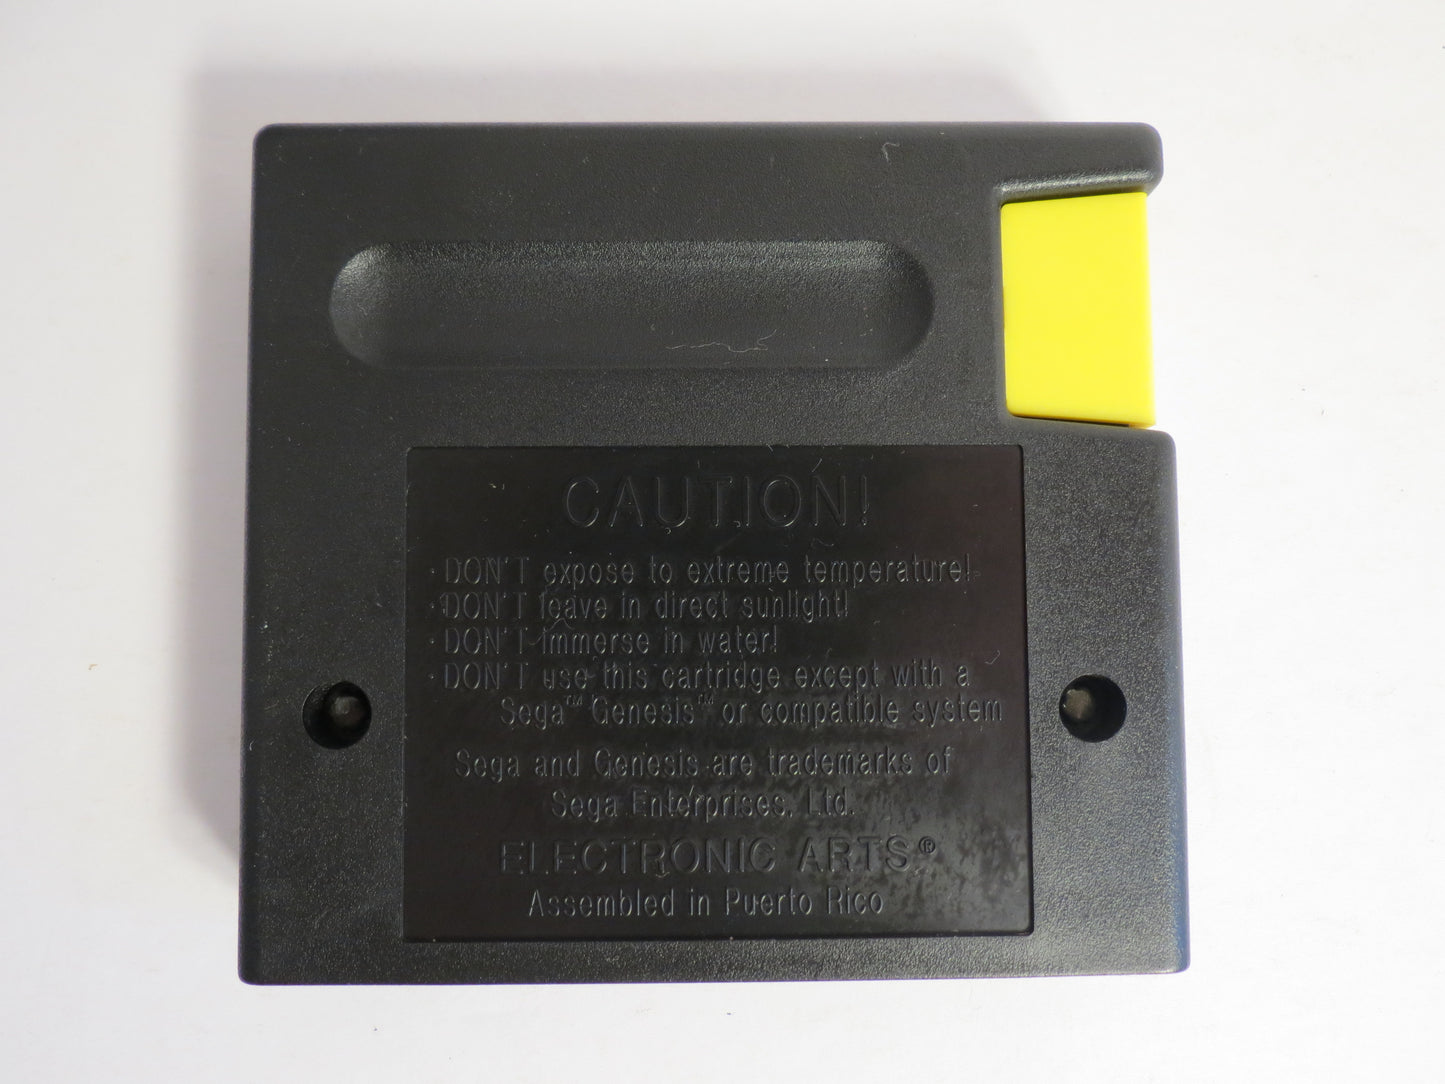 CAUTION!
·DON'T expose to extreme temperature!
·DON'T leave in direct sunlight!
·DON'T immerse in water!
·DON'T use this cartridge except with a
Sega™ Genesis™ or compatible system
Sega and Genesis are trademarks of
Sega Enterprises, Ltd.
ELECTRONIC ARTS®
Assembled in Puerto Rico